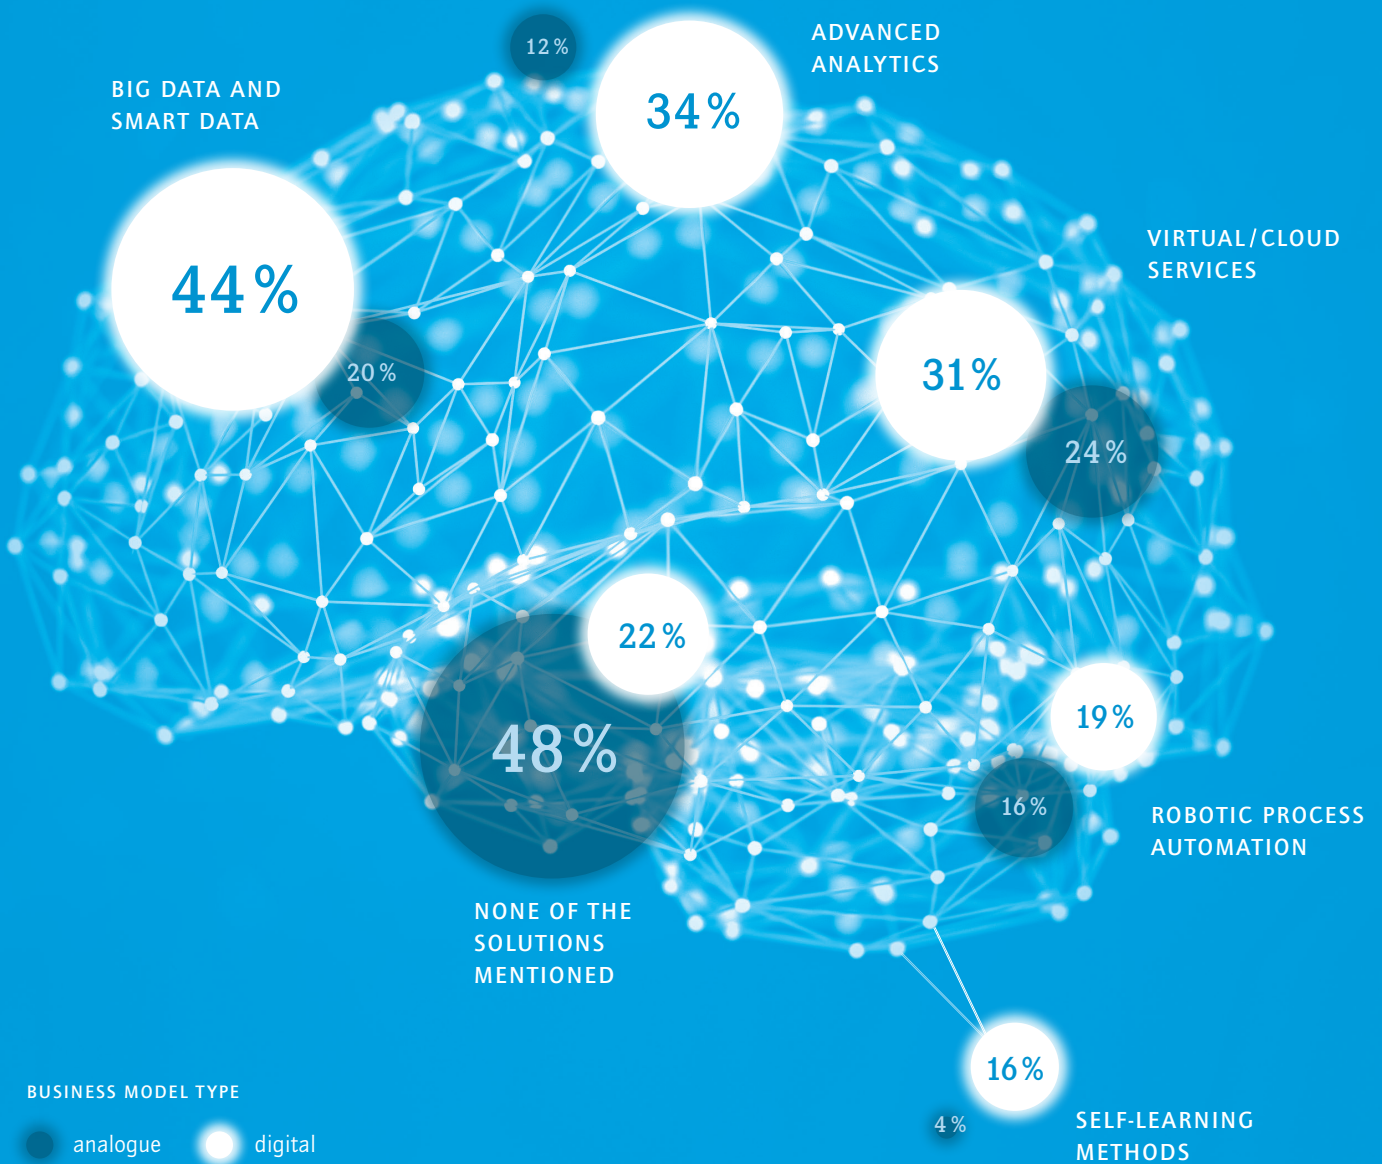 12 %
ADVANCED
ANALYTICS
34 %
BIG DATA AND
SMART DATA
44 %
20 %
VIRTUAL / CLOUD
SERVICES
31 %
24 %
22 %
48 %
NONE OF THE
SOLUTIONS
MENTIONED
19 %
16 %
ROBOTIC PROCESS
AUTOMATION
16 %
4 %
SELF-LEARNING
METHODS
BUSINESS MODEL TYPE
analogue
digital